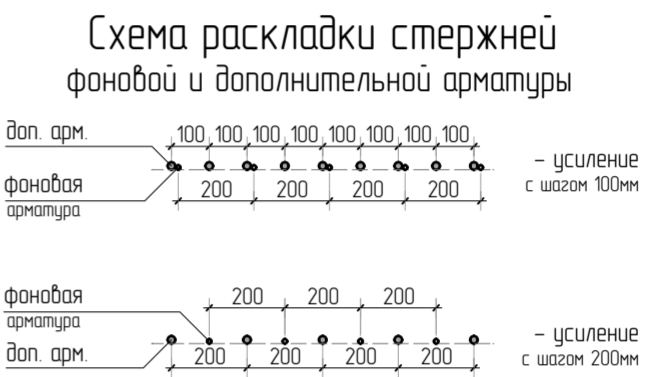 Схема раскладки стержней
фоновой и дополнительной арматуры
доп. арм.
100 100 100 100 100 100 100 100
– усиление
с шагом 100мм
фоновая
арматура
200 200 200 200
фоновая
арматура
200 200 200
доп. арм.
– усиление
с шагом 200мм
200 200 200 200